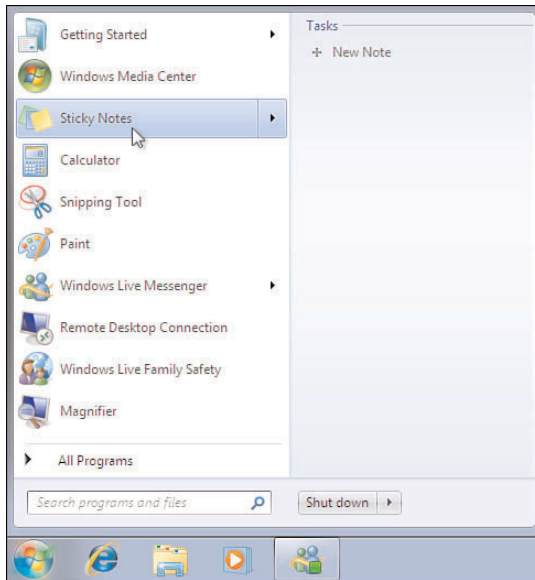 Getting Started
Windows Media Center
Sticky Notes
Calculator
Snipping Tool
Paint
Windows Live Messenger
Remote Desktop Connection
Windows Live Family Safety
Magnifier
All Programs
Search programs and files
Tasks
New Note
Shut down